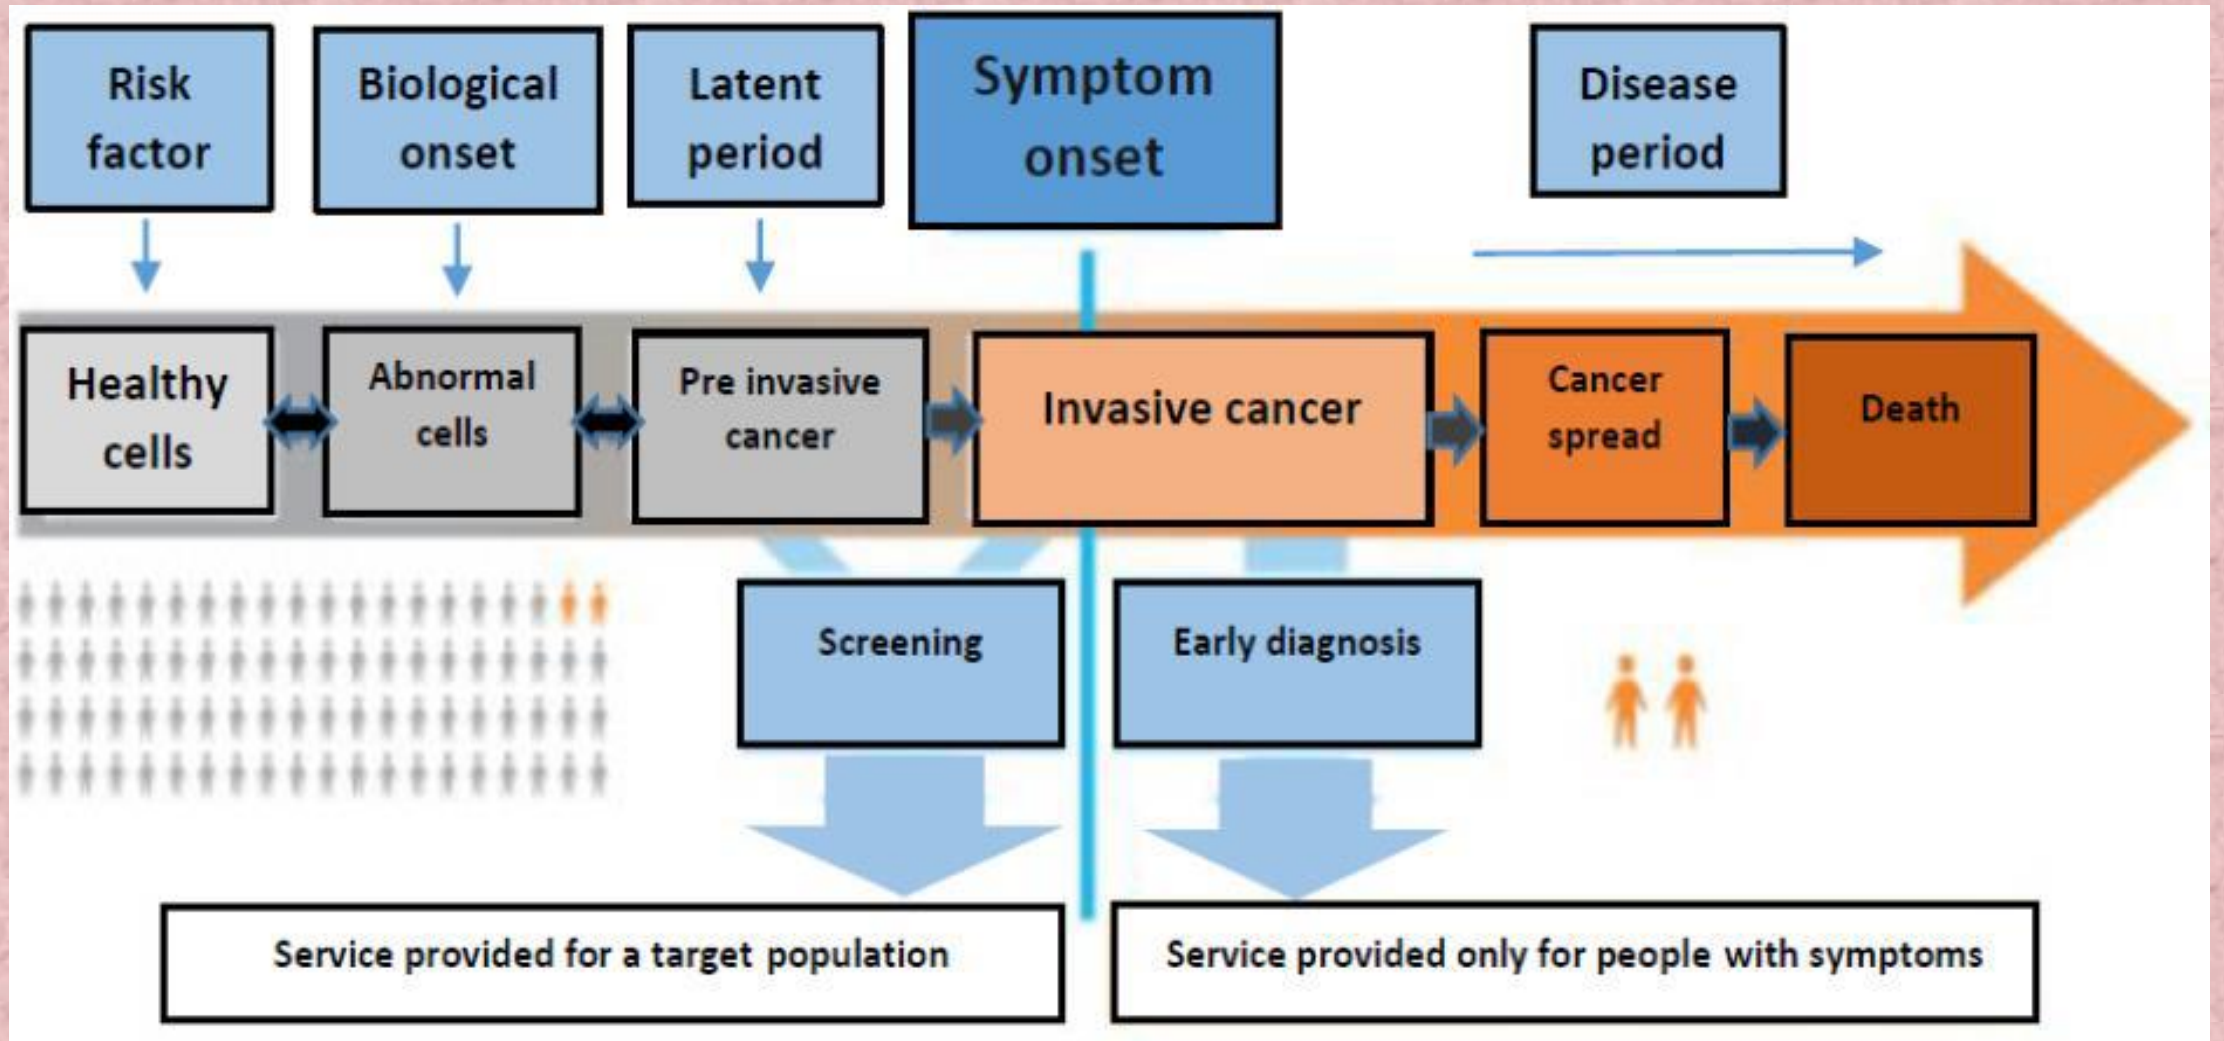 Risk
factor
Biological
onset
Latent
period
Symptom
onset
Disease
period
Healthy
cells
Abnormal
cells
Pre invasive
cancer
Invasive cancer
Cancer
spread
Death
Screening
Early diagnosis
Service provided for a target population
Service provided only for people with symptoms